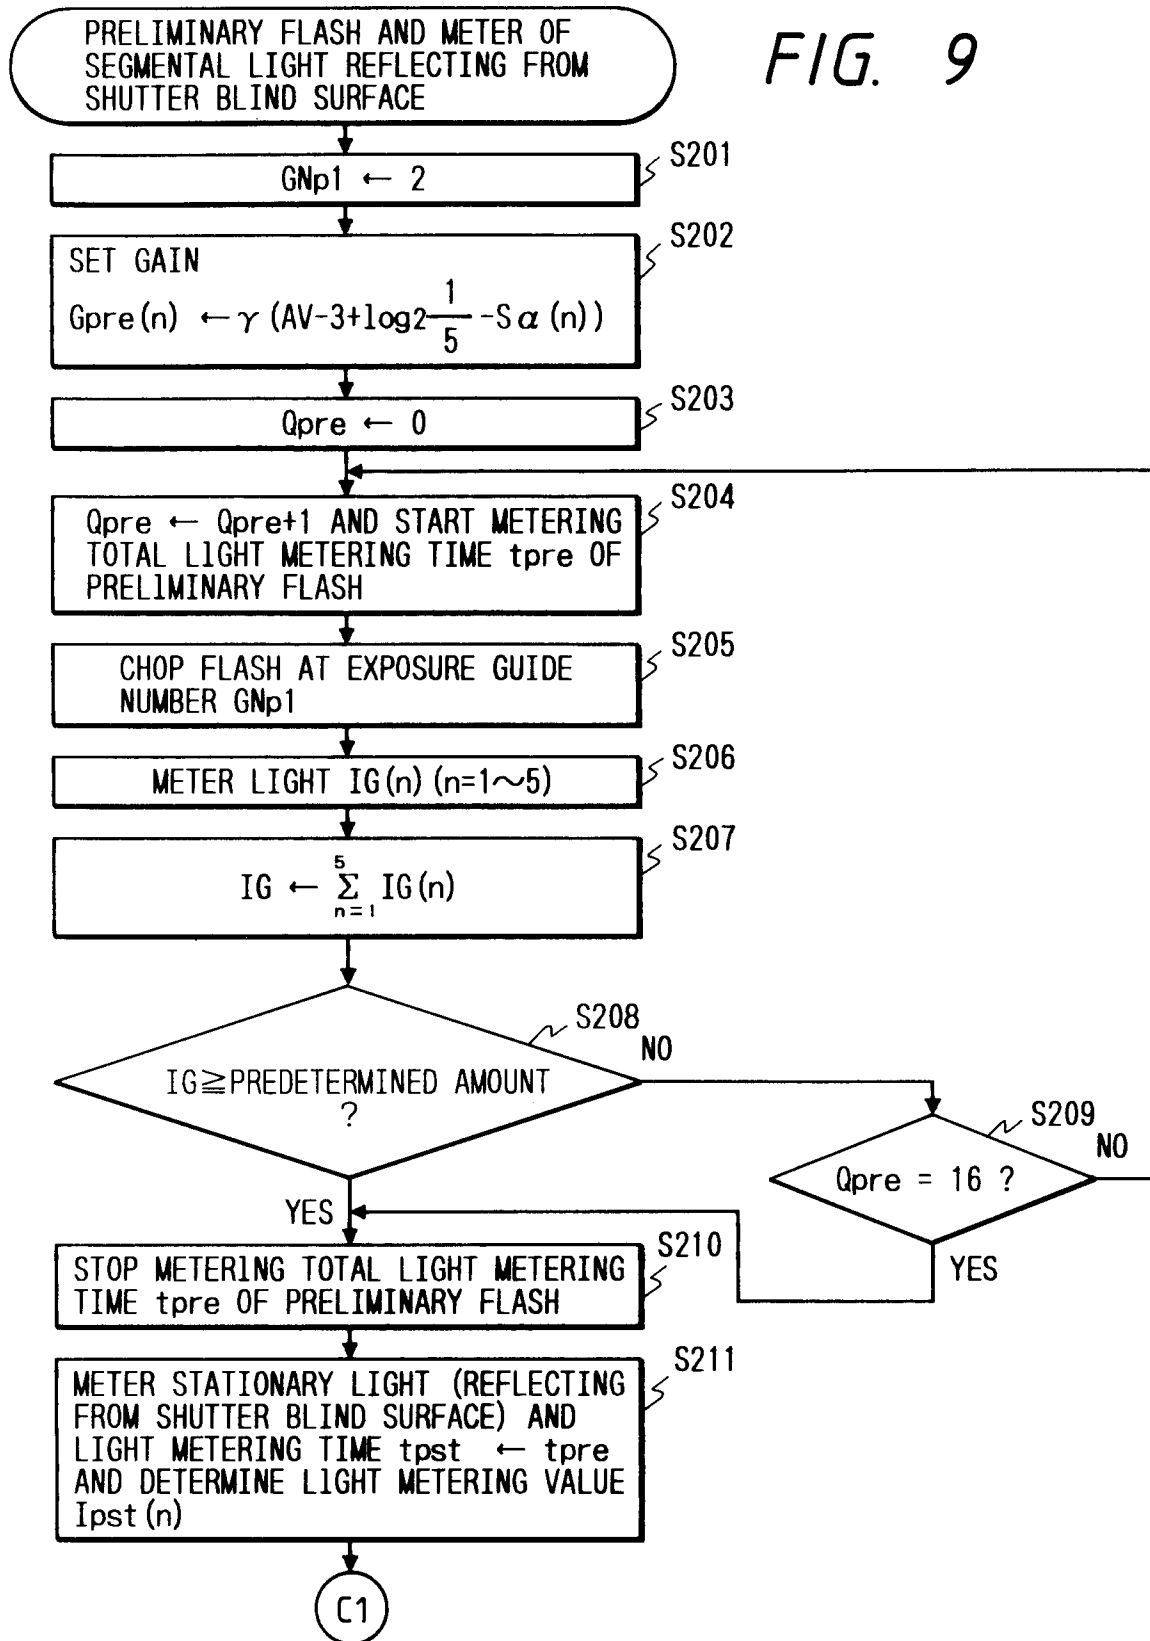 FIG. 9
PRELIMINARY FLASH AND METER OF
SEGMENTAL LIGHT REFLECTING FROM
SHUTTER BLIND SURFACE
S201
GNp1 ← 2
S202
SET GAIN
Gpre(n) ← γ (AV-3+log2 1/5 -Sα(n))
S203
Qpre ← 0
S204
Qpre ← Qpre+1 AND START METERING
TOTAL LIGHT METERING TIME tpre OF
PRELIMINARY FLASH
S205
CHOP FLASH AT EXPOSURE GUIDE
NUMBER GNp1
S206
METER LIGHT IG(n) (n=1~5)
S207
IG ← 5 Σ n=1 IG(n)
S208
NO
IG≧PREDETERMINED AMOUNT
?
S209
NO
Qpre = 16 ?
YES
YES
S210
STOP METERING TOTAL LIGHT METERING
TIME tpre OF PRELIMINARY FLASH
S211
METER STATIONARY LIGHT (REFLECTING
FROM SHUTTER BLIND SURFACE) AND
LIGHT METERING TIME tpst ← tpre
AND DETERMINE LIGHT METERING VALUE
Ipst(n)
C1